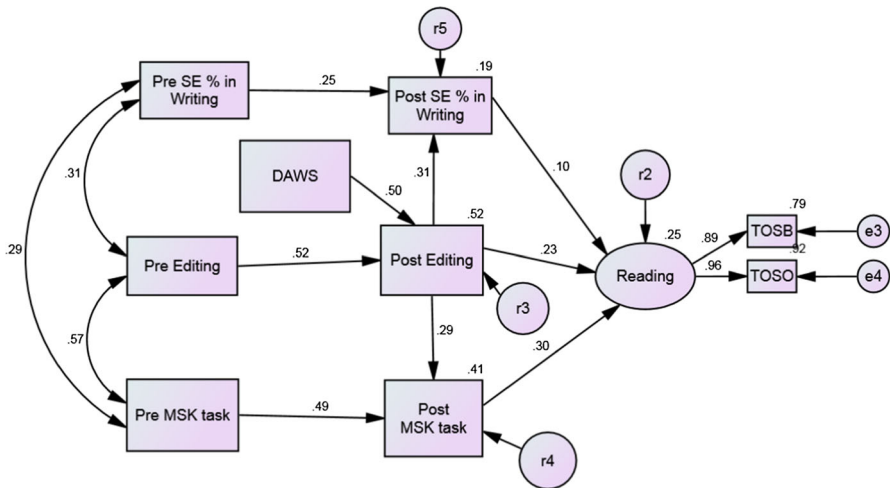 r5
.19
Pre SE % in
Writing
.25
Post SE % in
Writing
DAWS
.31
.50
.31
.10
r2
.29
.52
.25
.79
.89
TOSB
e3
Pre Editing
.52
Post Editing
.23
Reading
.92
.96
TOSO
e4
r3
.57
.29
.30
.41
Pre MSK task
.49
Post
MSK task
r4